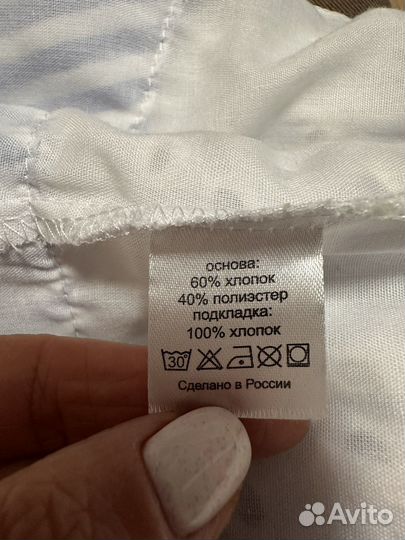 основа:
60% хлопок
40% полиэстер
подкладка:
100% хлопок
30°
Сделано в России
Avito